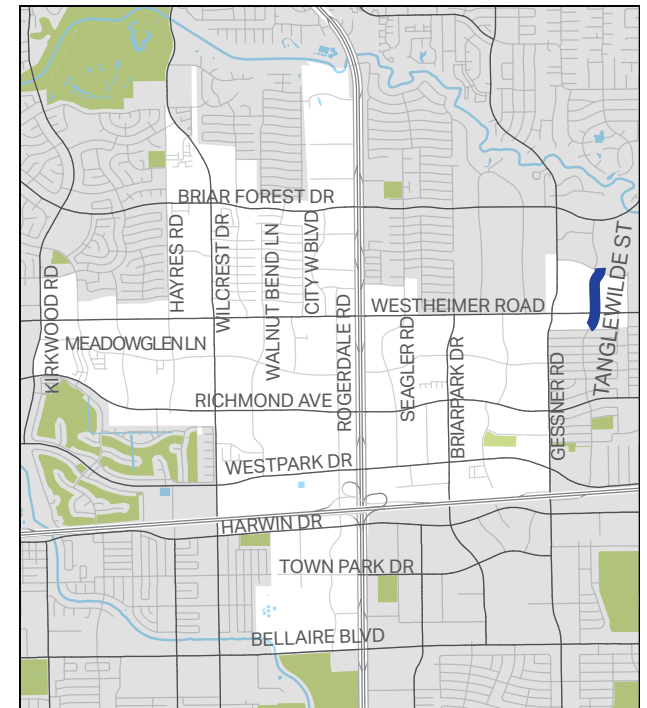 BRIAR FOREST DR
HAYRES RD
WILCREST DR
WALNUT BEND LN
CITY W BLVD
TANGLEWILDE ST
KIRKWOOD RD
WESTHEIMER ROAD
MEADOWGLEN LN
ROGERDALE RD
SEAGLER RD
BRIARPARK DR
GESSNER RD
RICHMOND AVE
WESTPARK DR
HARWIN DR
TOWN PARK DR
BELLAIRE BLVD